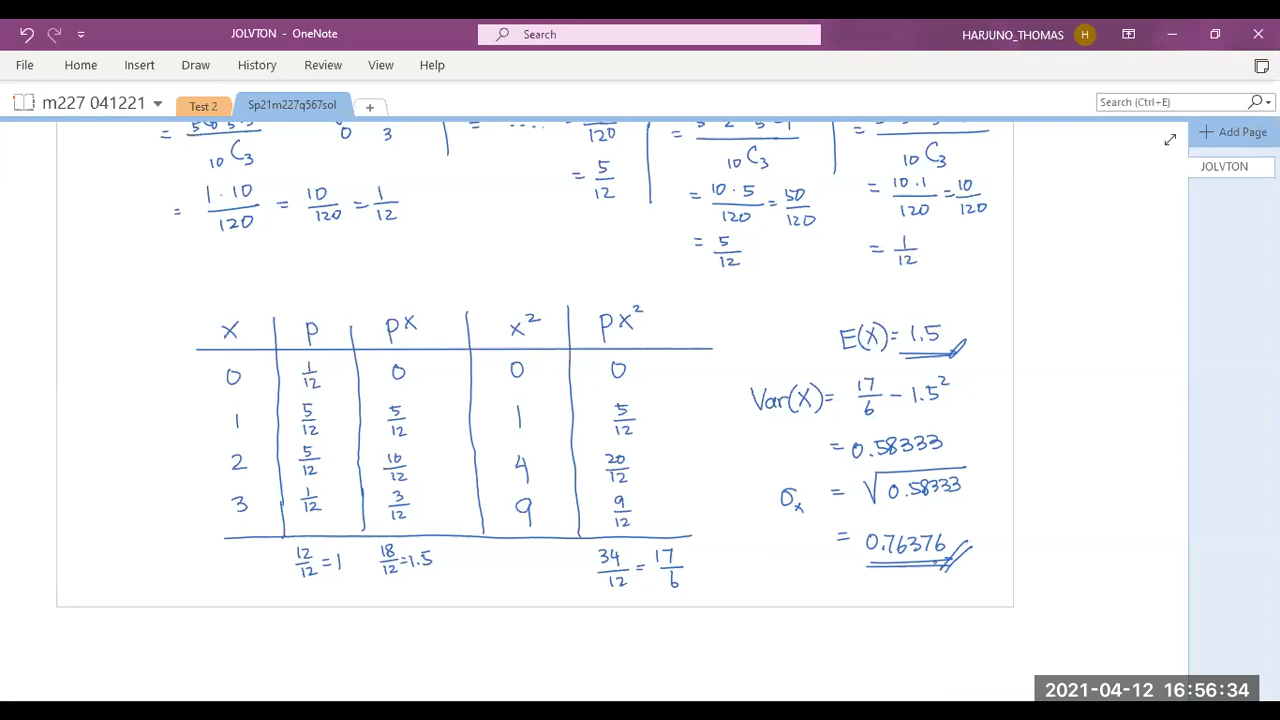 JOLVTON - OneNote
Search
HARJUNO_THOMAS
H
File Home Insert Draw History Review View Help
m227 041221
Test 2
Sp21m227q567sol
+
Search (Ctrl+E)
Add Page
JOLVTON
= 10C3
0 3
= .... = 120
= 10C3
= 10C3
= 1·10/120 = 10/120 = 1/12
= 5/12
= 10·5/120 = 50/120
= 5/12
= 10·1/120 = 10/120
= 1/12
X P PX X² PX²
0 1/12 0 0 0
1 5/12 5/12 1 5/12
2 5/12 10/12 4 20/12
3 1/12 3/12 9 9/12
12/12 = 1 18/12 = 1.5 34/12 = 17/6
E(X) = 1.5
Var(X) = 17/6 - 1.5²
= 0.58333
σx = √0.58333
= 0.76376
2021-04-12 16:56:34